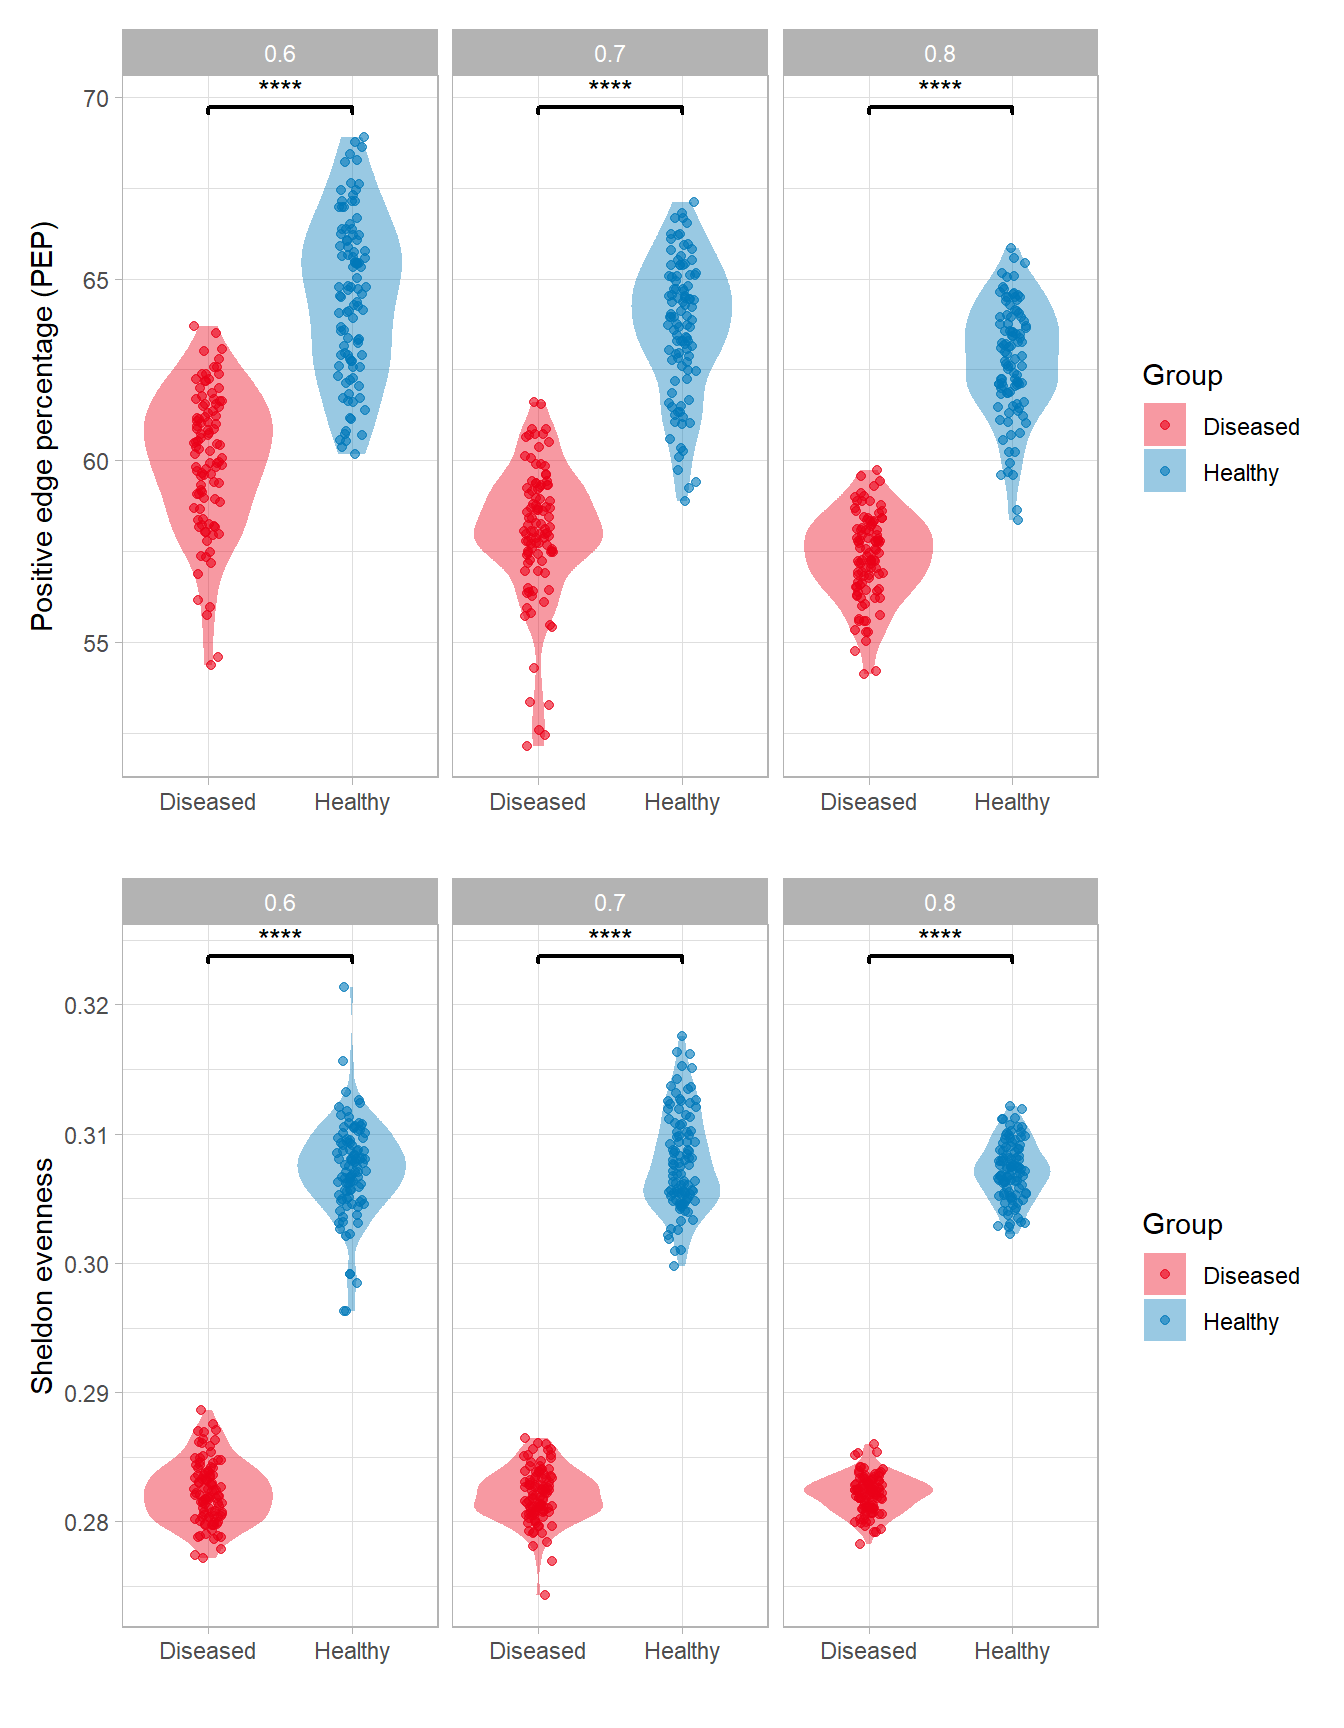 0.6 0.7 0.8
**** **** ****
70
65
60
55
Positive edge percentage (PEP)
Diseased Healthy Diseased Healthy Diseased Healthy
Group
Diseased
Healthy
0.6 0.7 0.8
**** **** ****
0.32
0.31
0.30
0.29
0.28
Sheldon evenness
Diseased Healthy Diseased Healthy Diseased Healthy
Group
Diseased
Healthy